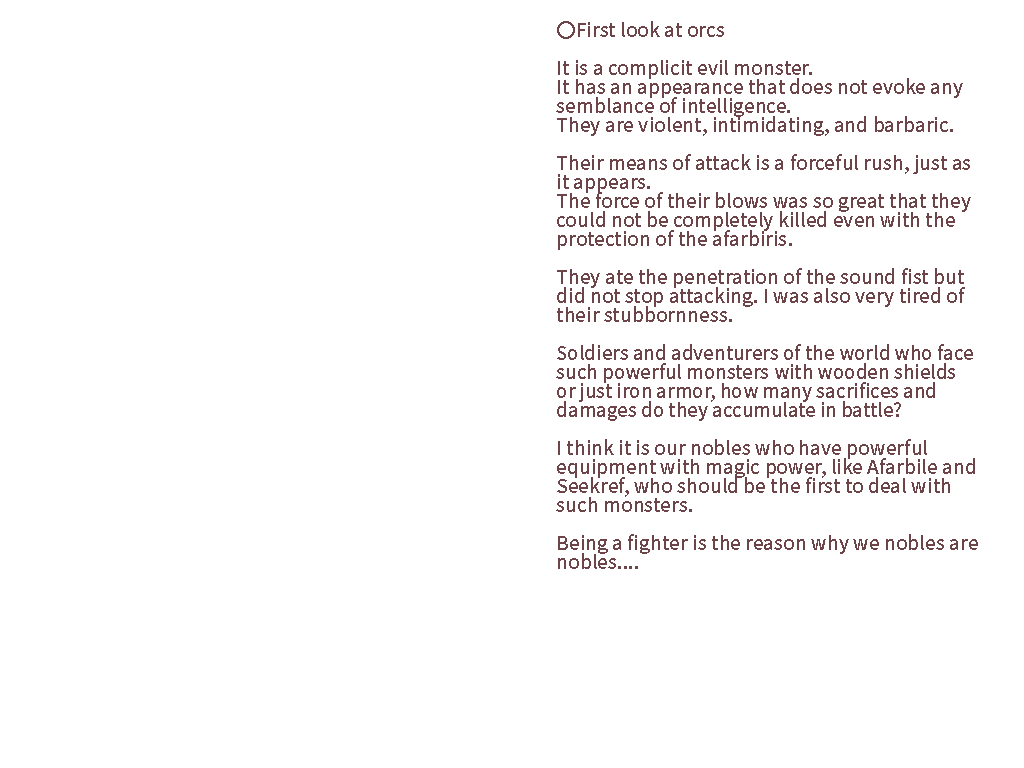 ○First look at orcs
It is a complicit evil monster.
It has an appearance that does not evoke any
semblance of intelligence.
They are violent, intimidating, and barbaric.
Their means of attack is a forceful rush, just as
it appears.
The force of their blows was so great that they
could not be completely killed even with the
protection of the afarbiris.
They ate the penetration of the sound fist but
did not stop attacking. I was also very tired of
their stubbornness.
Soldiers and adventurers of the world who face
such powerful monsters with wooden shields
or just iron armor, how many sacrifices and
damages do they accumulate in battle?
I think it is our nobles who have powerful
equipment with magic power, like Afarbile and
Seekref, who should be the first to deal with
such monsters.
Being a fighter is the reason why we nobles are
nobles....